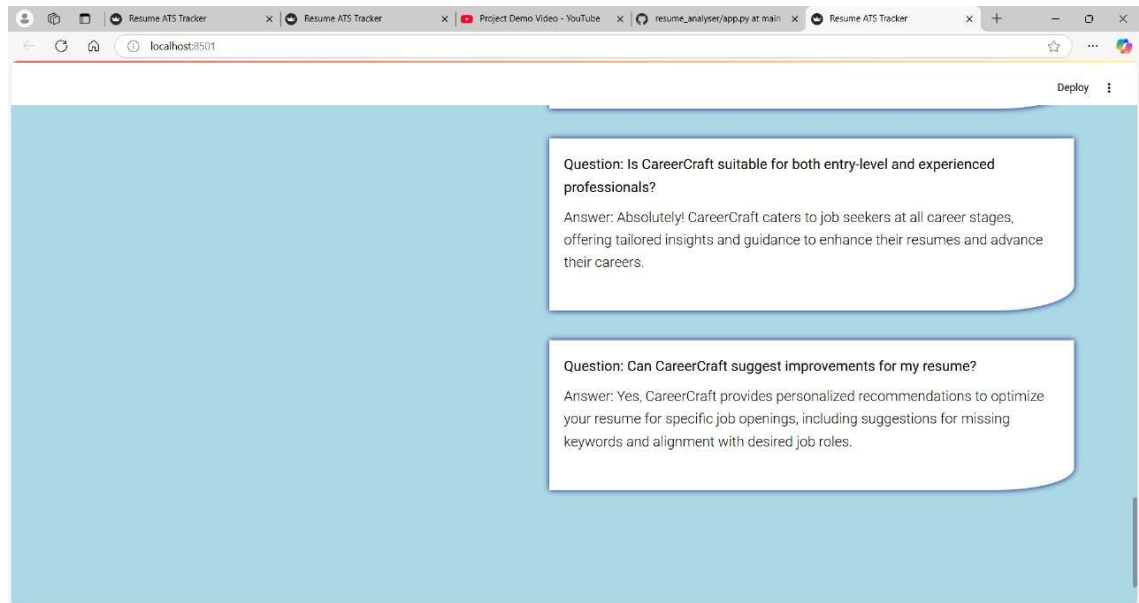 Resume ATS Tracker
Resume ATS Tracker
Project Demo Video - YouTube
resume_analyser/app.py at main
Resume ATS Tracker
localhost:8501
Deploy
Question: Is CareerCraft suitable for both entry-level and experienced
professionals?
Answer: Absolutely! CareerCraft caters to job seekers at all career stages,
offering tailored insights and guidance to enhance their resumes and advance
their careers.
Question: Can CareerCraft suggest improvements for my resume?
Answer: Yes, CareerCraft provides personalized recommendations to optimize
your resume for specific job openings, including suggestions for missing
keywords and alignment with desired job roles.